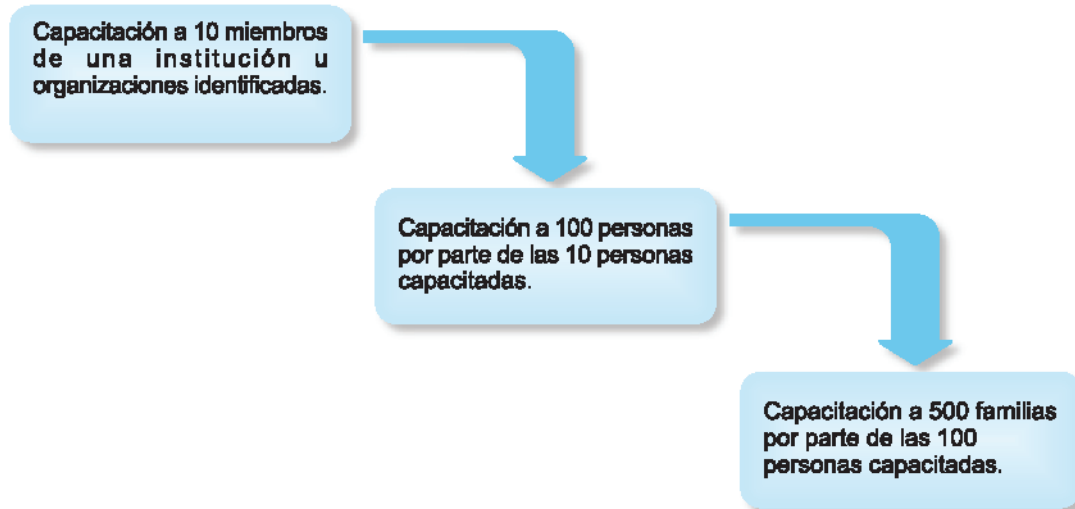 Capacitación a 10 miembros
de una institución u
organizaciones identificadas.
Capacitación a 100 personas
por parte de las 10 personas
capacitadas.
Capacitación a 500 familias
por parte de las 100
personas capacitadas.